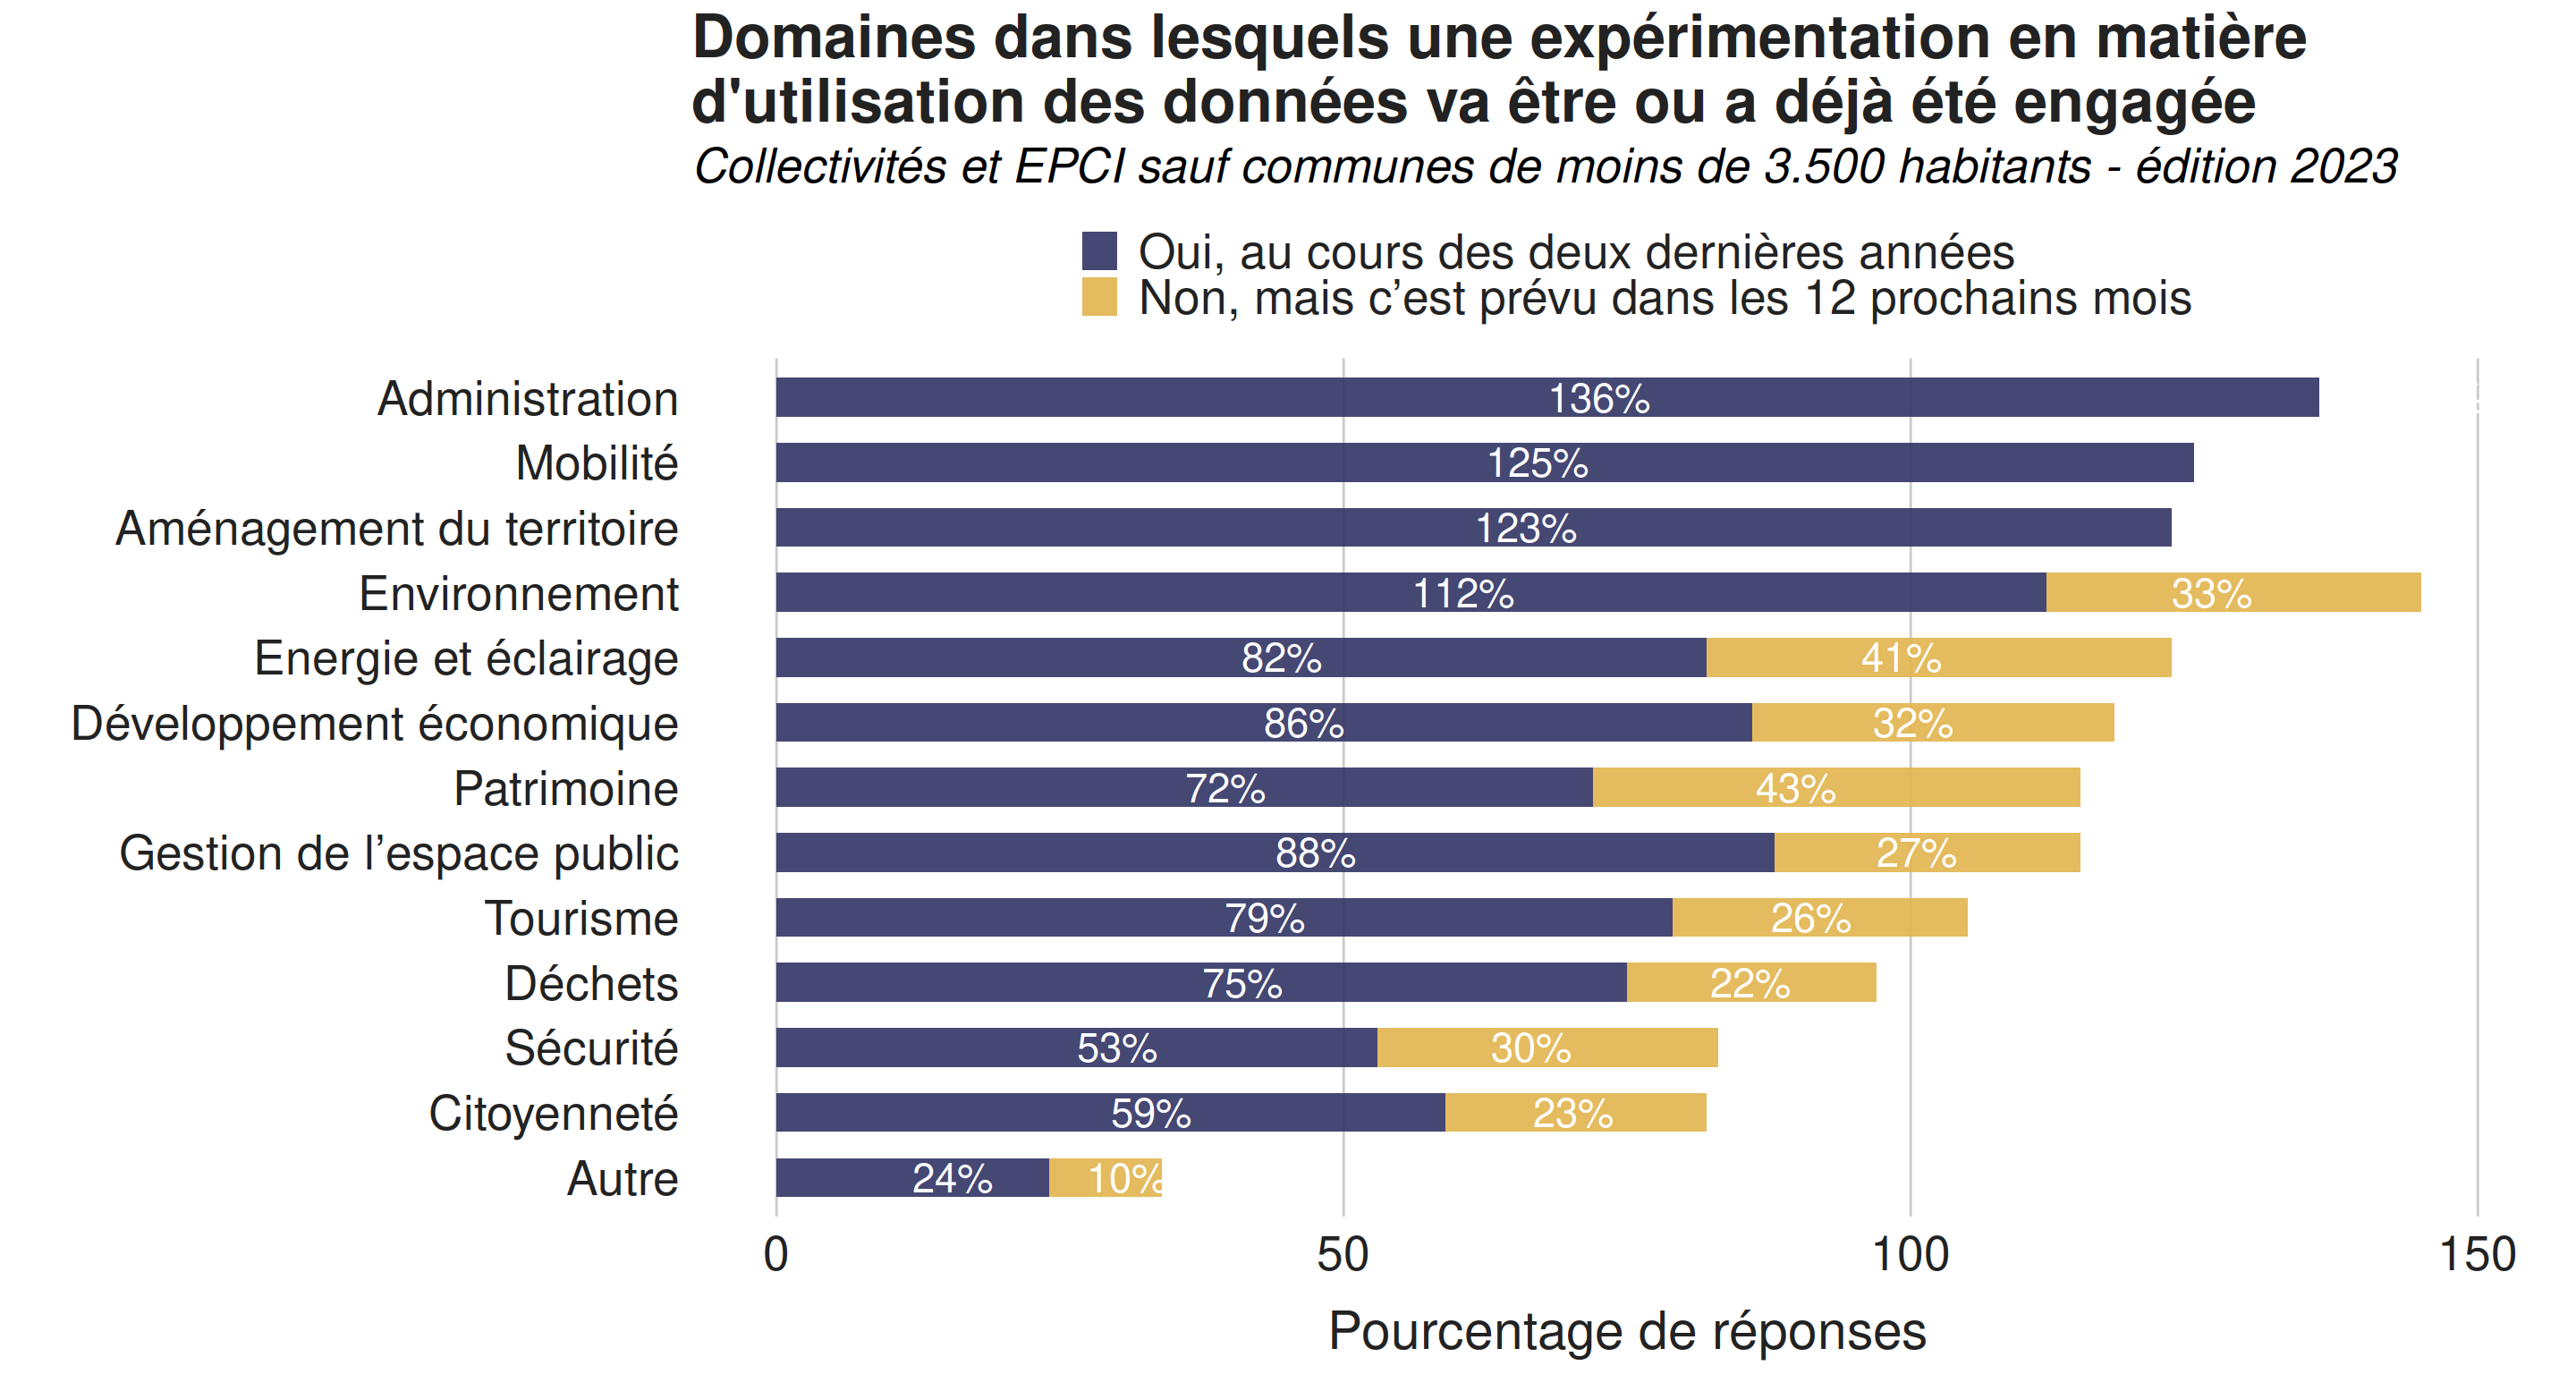 Domaines dans lesquels une expérimentation en matière
d'utilisation des données va être ou a déjà été engagée
Collectivités et EPCI sauf communes de moins de 3.500 habitants - édition 2023
Oui, au cours des deux dernières années
Non, mais c’est prévu dans les 12 prochains mois
Administration 136%
Mobilité 125%
Aménagement du territoire 123%
Environnement 112% 33%
Energie et éclairage 82% 41%
Développement économique 86% 32%
Patrimoine 72% 43%
Gestion de l’espace public 88% 27%
Tourisme 79% 26%
Déchets 75% 22%
Sécurité 53% 30%
Citoyenneté 59% 23%
Autre 24% 10%
0 50 100 150
Pourcentage de réponses